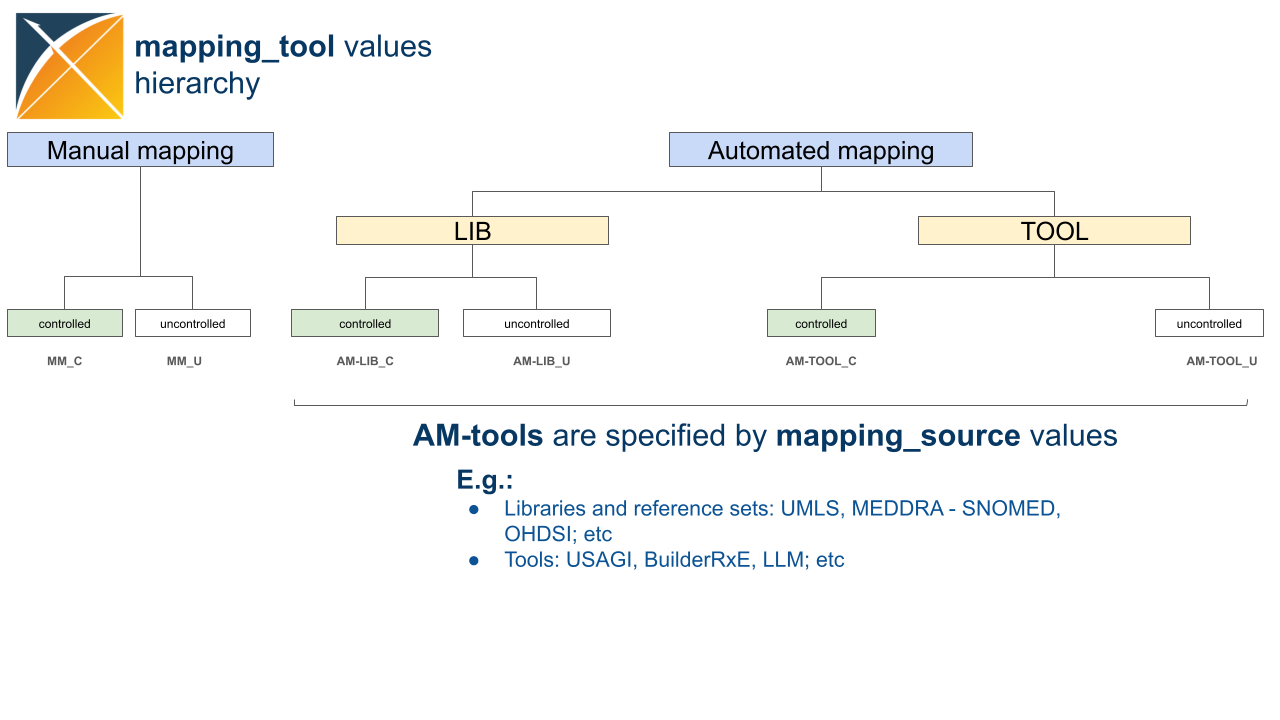 mapping_tool values
hierarchy
Manual mapping
Automated mapping
LIB
TOOL
controlled
uncontrolled
controlled
uncontrolled
controlled
uncontrolled
MM_C
MM_U
AM-LIB_C
AM-LIB_U
AM-TOOL_C
AM-TOOL_U
AM-tools are specified by mapping_source values
E.g.:
● Libraries and reference sets: UMLS, MEDDRA - SNOMED,
OHDSI; etc
● Tools: USAGI, BuilderRxE, LLM; etc